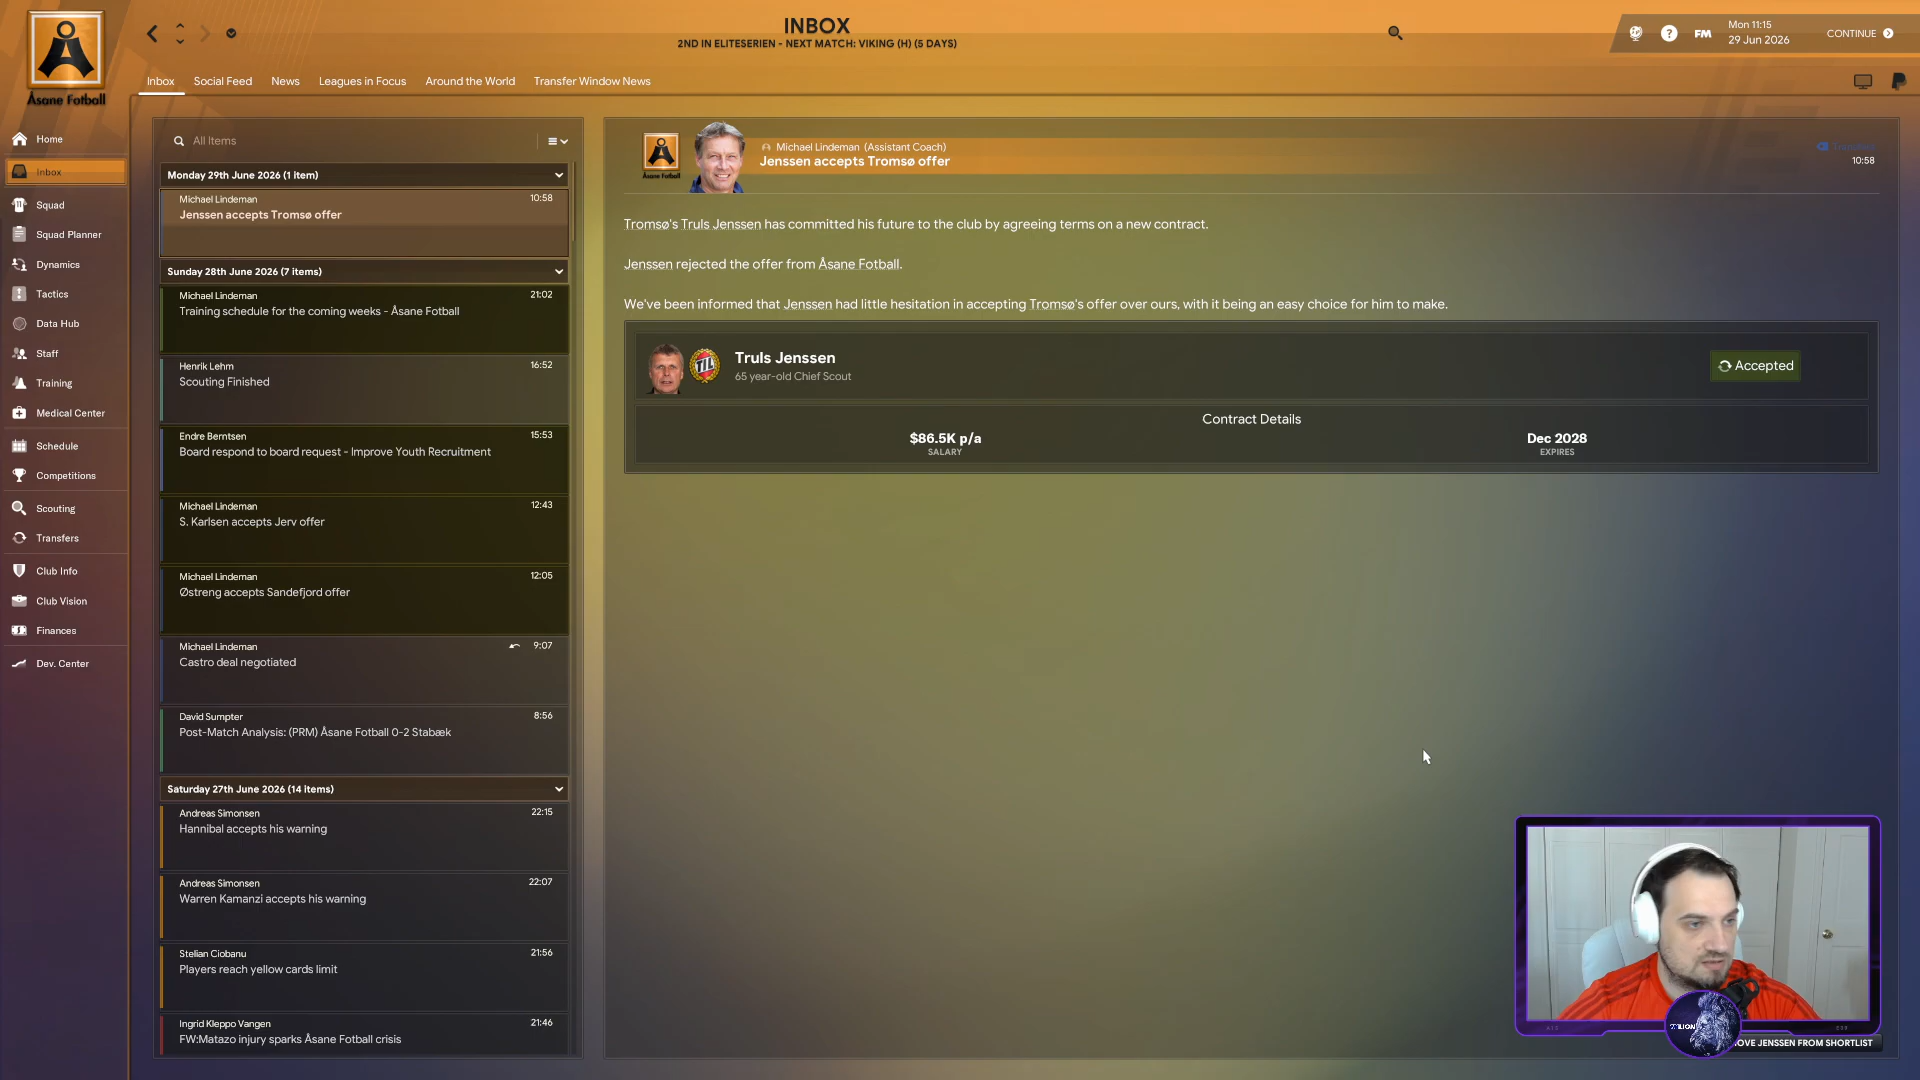 INBOX
2ND IN ELITESERIEN - NEXT MATCH: VIKING (H) (5 DAYS)
Mon 11:15
29 Jun 2026
CONTINUE
FM
?
Åsane Fotball
Inbox
Social Feed
News
Leagues in Focus
Around the World
Transfer Window News
Home
Inbox
Squad
Squad Planner
Dynamics
Tactics
Data Hub
Staff
Training
Medical Center
Schedule
Competitions
Scouting
Transfers
Club Info
Club Vision
Finances
Dev. Center
All Items
Monday 29th June 2026 (1 item)
Michael Lindeman
10:58
Jenssen accepts Tromsø offer
Sunday 28th June 2026 (7 items)
Michael Lindeman
21:02
Training schedule for the coming weeks - Åsane Fotball
Henrik Lehm
16:52
Scouting Finished
Endre Berntsen
15:53
Board respond to board request - Improve Youth Recruitment
Michael Lindeman
12:43
S. Karlsen accepts Jerv offer
Michael Lindeman
12:05
Østreng accepts Sandefjord offer
Michael Lindeman
9:07
Castro deal negotiated
David Sumpter
8:56
Post-Match Analysis: (PRM) Åsane Fotball 0-2 Stabæk
Saturday 27th June 2026 (14 items)
Andreas Simonsen
22:15
Hannibal accepts his warning
Andreas Simonsen
22:07
Warren Kamanzi accepts his warning
Stelian Ciobanu
21:56
Players reach yellow cards limit
Ingrid Kleppo Vangen
21:46
FW:Matazo injury sparks Åsane Fotball crisis
Åsane Fotball
Michael Lindeman (Assistant Coach)
Jenssen accepts Tromsø offer
10:58
Tromsø's Truls Jenssen has committed his future to the club by agreeing terms on a new contract.
Jenssen rejected the offer from Åsane Fotball.
We've been informed that Jenssen had little hesitation in accepting Tromsø's offer over ours, with it being an easy choice for him to make.
TIL
Truls Jenssen
65 year-old Chief Scout
Accepted
Contract Details
$86.5K p/a
SALARY
Dec 2028
EXPIRES
OVE JENSSEN FROM SHORTLIST